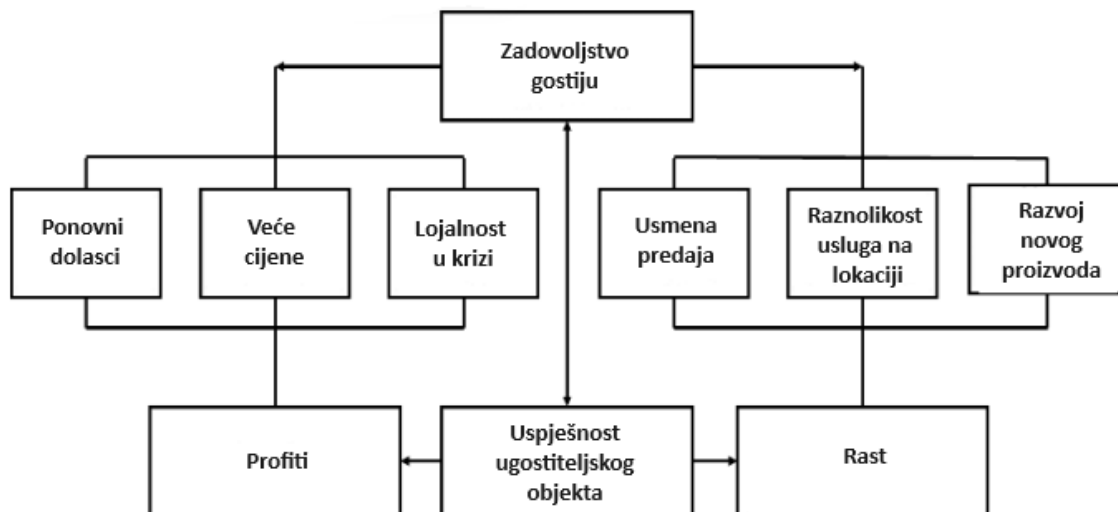 Zadovoljstvo
gostiju
Ponovni
dolasci
Veće
cijene
Lojalnost
u krizi
Usmena
predaja
Raznolikost
usluga na
lokaciji
Razvoj
novog
proizvoda
Profiti
Uspješnost
ugostiteljskog
objekta
Rast